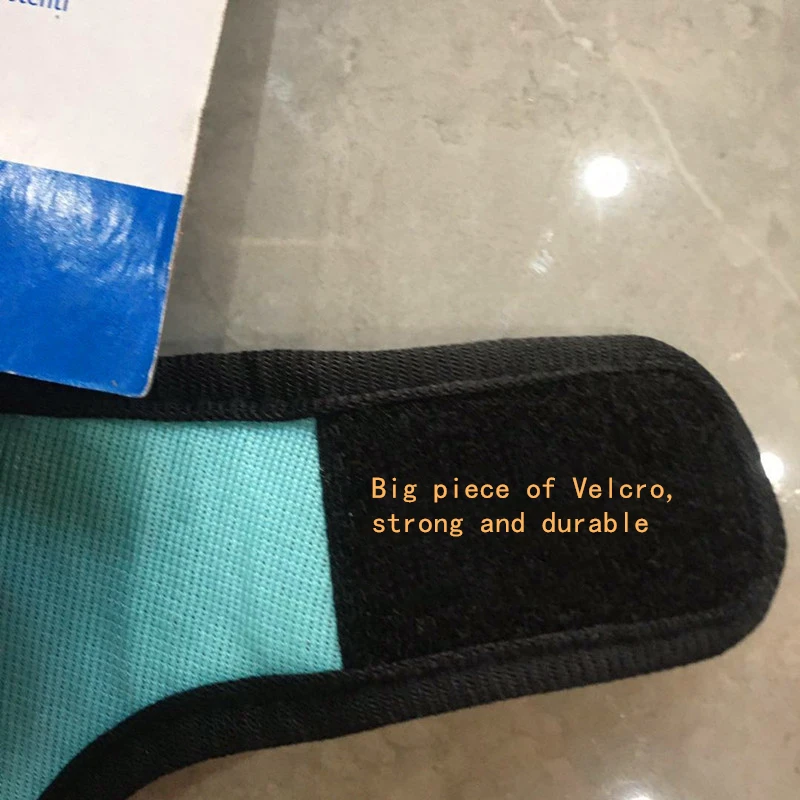 Big piece of Velcro,
strong and durable